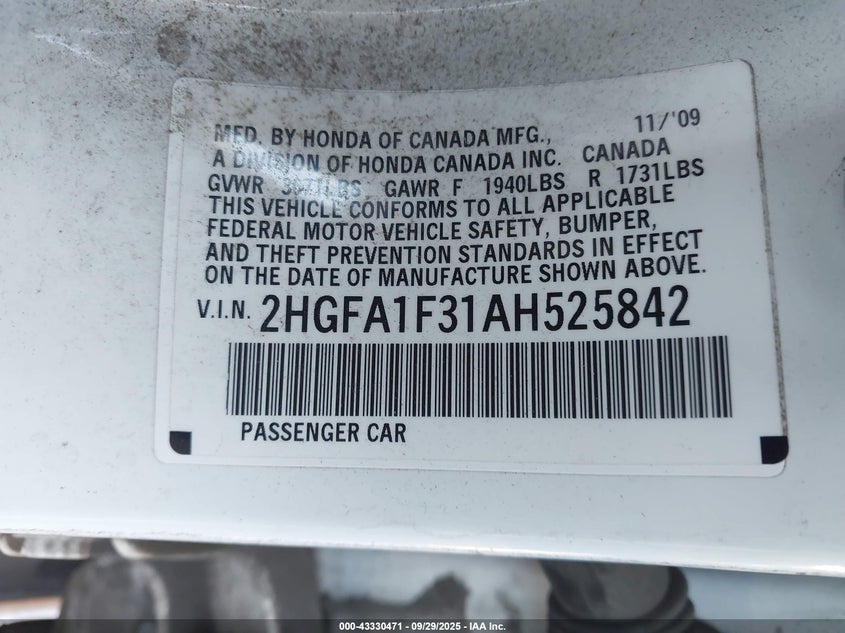 MFD. BY HONDA OF CANADA MFG., 11/'09
A DIVISION OF HONDA CANADA INC. CANADA
GVWR LBS GAWR F 1940LBS R 1731LBS
THIS VEHICLE CONFORMS TO ALL APPLICABLE
FEDERAL MOTOR VEHICLE SAFETY, BUMPER,
AND THEFT PREVENTION STANDARDS IN EFFECT
ON THE DATE OF MANUFACTURE SHOWN ABOVE.
V.I.N. 2HGFA1F31AH525842
PASSENGER CAR
000-43330471 - 09/29/2025 - IAA Inc.